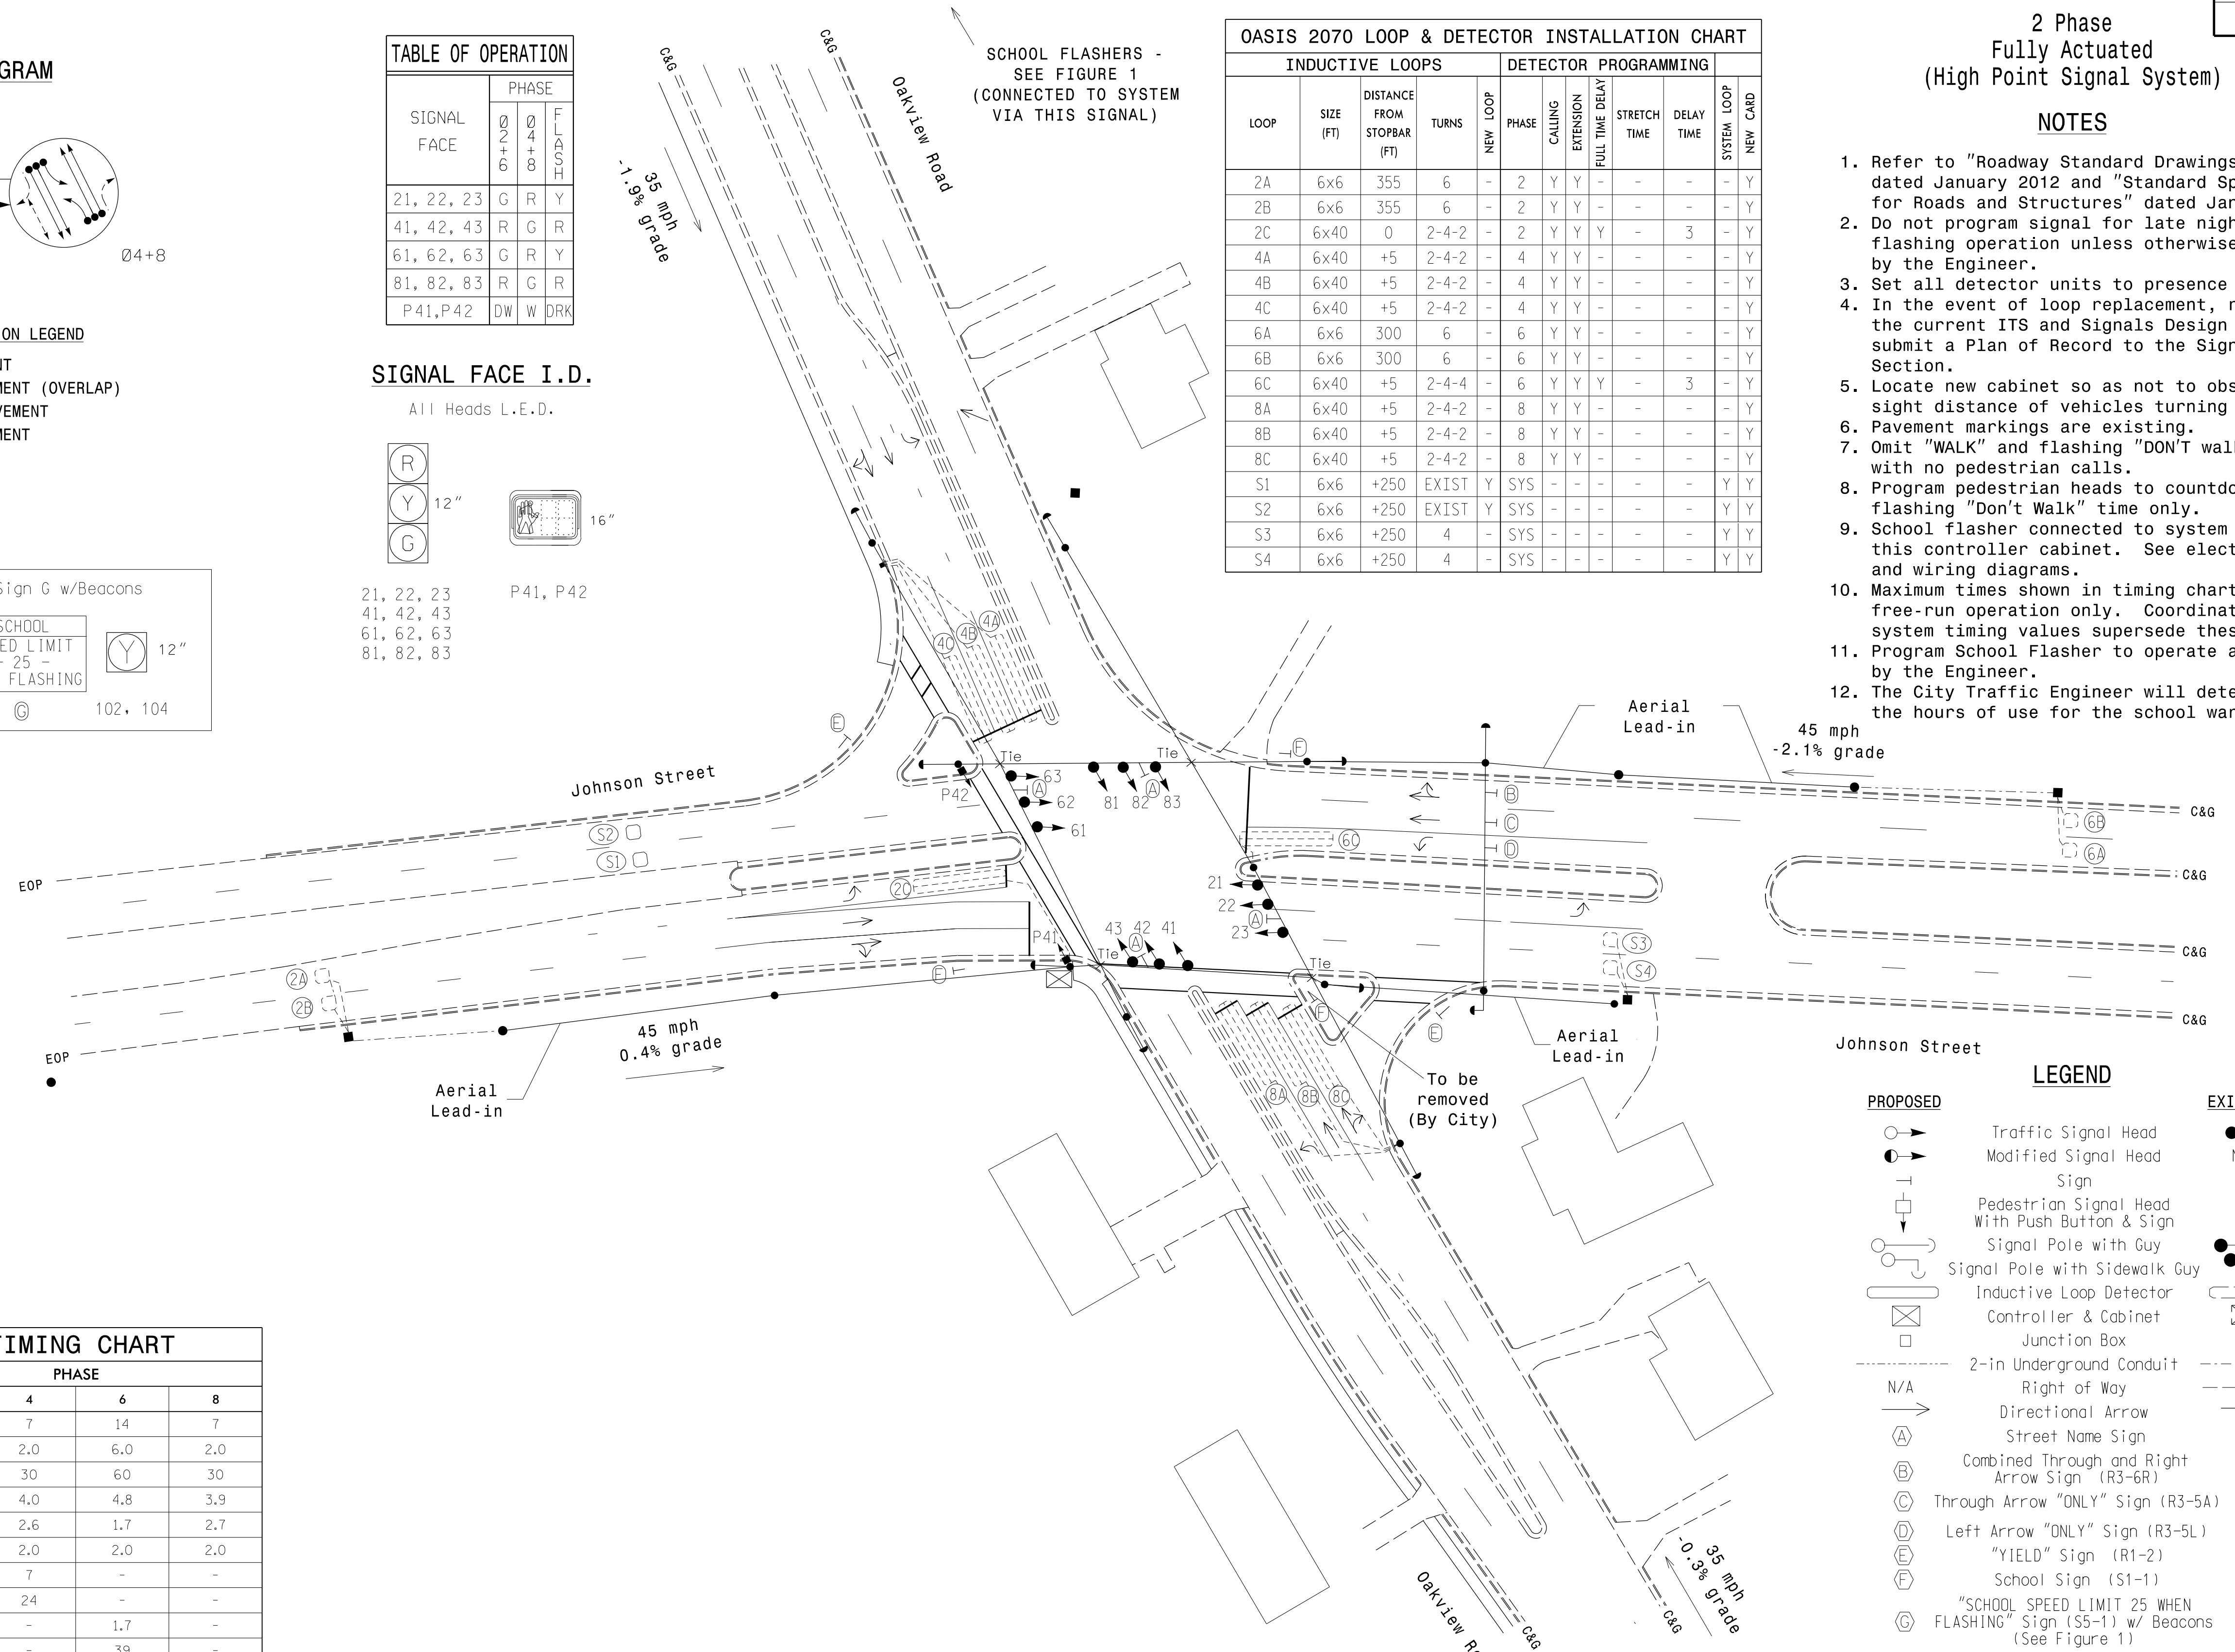 GRAM
Ø4+8
ON LEGEND
NT
MENT (OVERLAP)
VEMENT
MENT
Sign G w/Beacons
SCHOOL
ED LIMIT
- 25 -
FLASHING
Y 12"
G
102, 104
TABLE OF OPERATION
SIGNAL FACE PHASE
Ø2+6 Ø4+8 FLASH
21, 22, 23 G R Y
41, 42, 43 R G R
61, 62, 63 G R Y
81, 82, 83 R G R
P41,P42 DW W DRK
SIGNAL FACE I.D.
All Heads L.E.D.
R
Y 12"
G
16"
21, 22, 23
41, 42, 43
61, 62, 63
81, 82, 83
P41, P42
SCHOOL FLASHERS -
SEE FIGURE 1
(CONNECTED TO SYSTEM
VIA THIS SIGNAL)
C&G
C&G
Oakview Road
35 mph
-1.9% grade
OASIS 2070 LOOP & DETECTOR INSTALLATION CHART
INDUCTIVE LOOPS DETECTOR PROGRAMMING
LOOP SIZE (FT) DISTANCE FROM STOPBAR (FT) TURNS NEW LOOP PHASE CALLING EXTENSION FULL TIME DELAY STRETCH TIME DELAY TIME SYSTEM LOOP NEW CARD
2A 6x6 355 6 - 2 Y Y - - - - Y
2B 6x6 355 6 - 2 Y Y - - - - Y
2C 6x40 0 2-4-2 - 2 Y Y Y - 3 - Y
4A 6x40 +5 2-4-2 - 4 Y Y - - - - Y
4B 6x40 +5 2-4-2 - 4 Y Y - - - - Y
4C 6x40 +5 2-4-2 - 4 Y Y - - - - Y
6A 6x6 300 6 - 6 Y Y - - - - Y
6B 6x6 300 6 - 6 Y Y - - - - Y
6C 6x40 +5 2-4-4 - 6 Y Y Y - 3 - Y
8A 6x40 +5 2-4-2 - 8 Y Y - - - - Y
8B 6x40 +5 2-4-2 - 8 Y Y - - - - Y
8C 6x40 +5 2-4-2 - 8 Y Y - - - - Y
S1 6x6 +250 EXIST Y SYS - - - - - Y Y
S2 6x6 +250 EXIST Y SYS - - - - - Y Y
S3 6x6 +250 4 - SYS - - - - - Y Y
S4 6x6 +250 4 - SYS - - - - - Y Y
2 Phase
Fully Actuated
(High Point Signal System)
NOTES
1. Refer to "Roadway Standard Drawings
dated January 2012 and "Standard Sp
for Roads and Structures" dated Jan
2. Do not program signal for late nigh
flashing operation unless otherwise
by the Engineer.
3. Set all detector units to presence
4. In the event of loop replacement, r
the current ITS and Signals Design
submit a Plan of Record to the Sign
Section.
5. Locate new cabinet so as not to obs
sight distance of vehicles turning
6. Pavement markings are existing.
7. Omit "WALK" and flashing "DON'T wal
with no pedestrian calls.
8. Program pedestrian heads to countdo
flashing "Don't Walk" time only.
9. School flasher connected to system
this controller cabinet. See elect
and wiring diagrams.
10. Maximum times shown in timing chart
free-run operation only. Coordinat
system timing values supersede thes
11. Program School Flasher to operate a
by the Engineer.
12. The City Traffic Engineer will dete
the hours of use for the school war
4C
4B
4A
E
Johnson Street
P42
Tie
Tie
63
A
62
61
81
82
A
83
F
Aerial
Lead-in
45 mph
-2.1% grade
B
C
D
6C
6B
6A
C&G
C&G
C&G
C&G
S2
S1
EOP
2C
21
22
A
23
43
42
A
41
P41
Tie
Tie
F
S3
S4
2A
2B
EOP
45 mph
0.4% grade
Aerial
Lead-in
F
E
Aerial
Lead-in
To be
removed
(By City)
8A
8B
8C
Johnson Street
Oakview Ro
C&G
C&G
35 mph
-0.3% grade
TIMING CHART
PHASE
4 6 8
7 14 7
2.0 6.0 2.0
30 60 30
4.0 4.8 3.9
2.6 1.7 2.7
2.0 2.0 2.0
7 - -
24 - -
- 1.7 -
- 39 -
LEGEND
PROPOSED EXI
Traffic Signal Head
Modified Signal Head N
Sign
Pedestrian Signal Head
With Push Button & Sign
Signal Pole with Guy
Signal Pole with Sidewalk Guy
Inductive Loop Detector
Controller & Cabinet
Junction Box
2-in Underground Conduit
N/A Right of Way
Directional Arrow
A Street Name Sign
B Combined Through and Right
Arrow Sign (R3-6R)
C Through Arrow "ONLY" Sign (R3-5A)
D Left Arrow "ONLY" Sign (R3-5L)
E "YIELD" Sign (R1-2)
F School Sign (S1-1)
G "SCHOOL SPEED LIMIT 25 WHEN
FLASHING" Sign (S5-1) w/ Beacons
(See Figure 1)